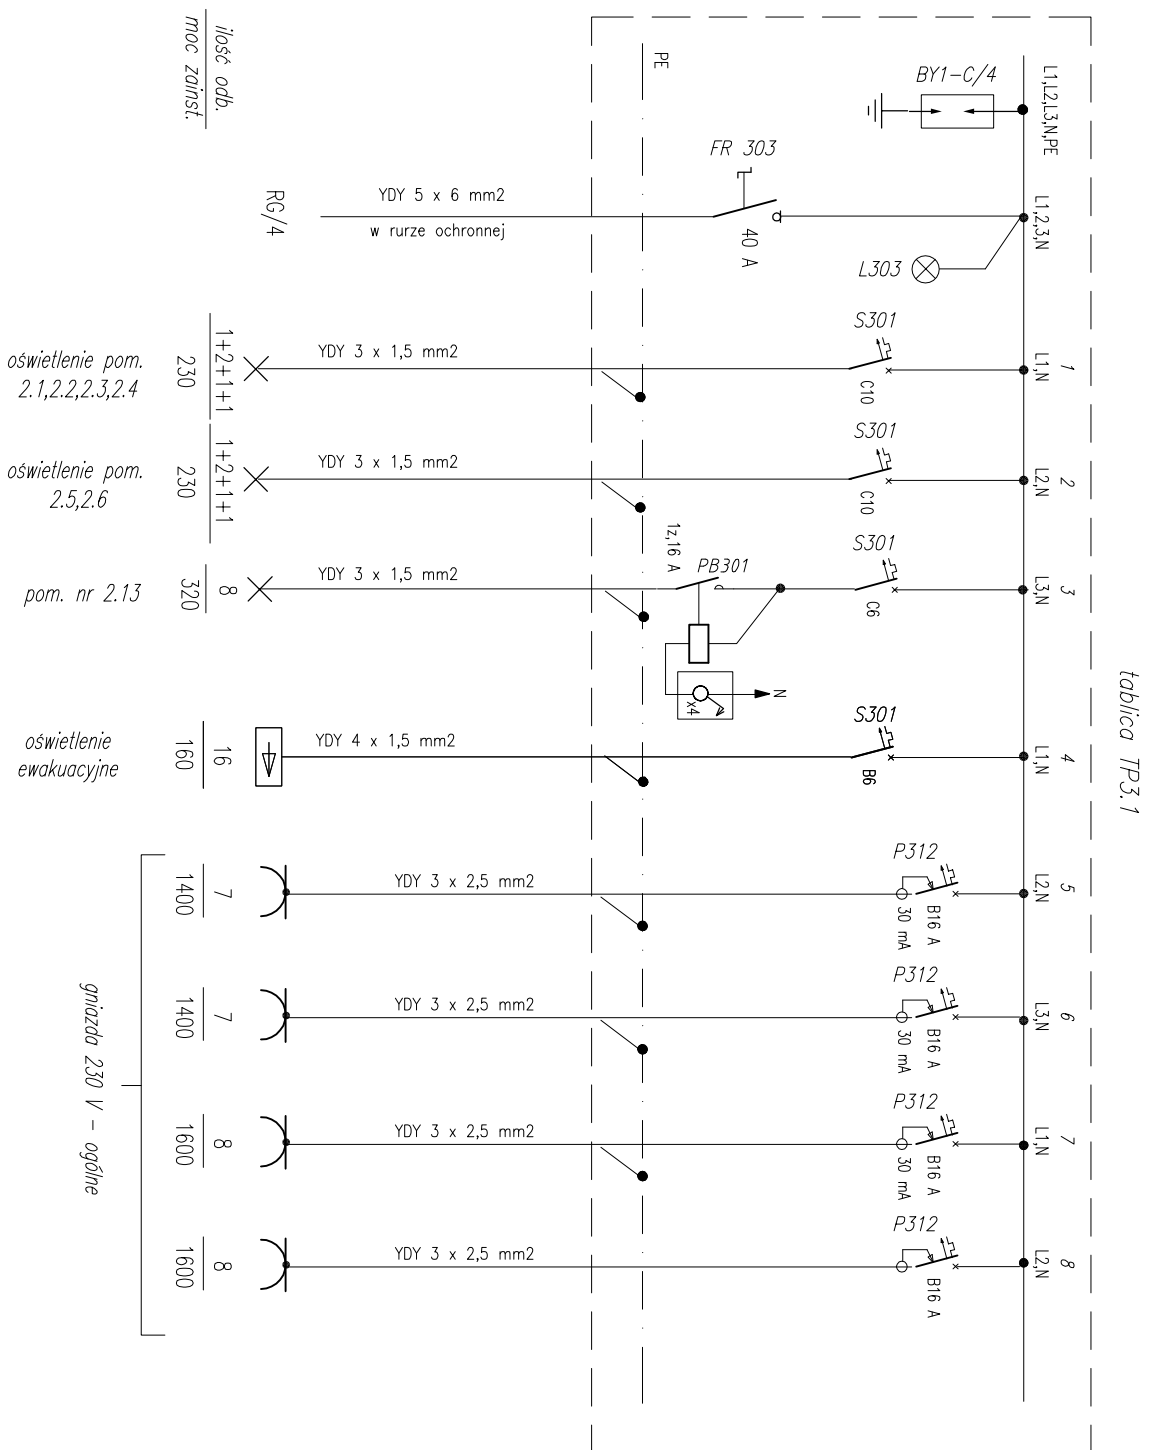 tablica TP3.1
ilość odb.
moc zainst.
PE
BY1-C/4
L1,L2,L3,N,PE
FR 303
40 A
YDY 5 x 6 mm2
w rurze ochronnej
RG/4
L303
L1,2,3,N
oświetlenie pom.
2.1,2.2,2.3,2.4
1+2+1+1
230
YDY 3 x 1,5 mm2
S301
C10
L1,N
1
oświetlenie pom.
2.5,2.6
1+2+1+1
230
YDY 3 x 1,5 mm2
S301
C10
L2,N
2
pom. nr 2.13
8
320
YDY 3 x 1,5 mm2
1z,16 A
PB301
x4
N
S301
C6
L3,N
3
oświetlenie
ewakuacyjne
16
160
YDY 4 x 1,5 mm2
S301
B6
L1,N
4
gniazda 230 V - ogólne
7
1400
YDY 3 x 2,5 mm2
P312
30 mA
B16 A
L2,N
5
7
1400
YDY 3 x 2,5 mm2
P312
30 mA
B16 A
L3,N
6
8
1600
YDY 3 x 2,5 mm2
P312
30 mA
B16 A
L1,N
7
8
1600
YDY 3 x 2,5 mm2
P312
B16 A
L2,N
8